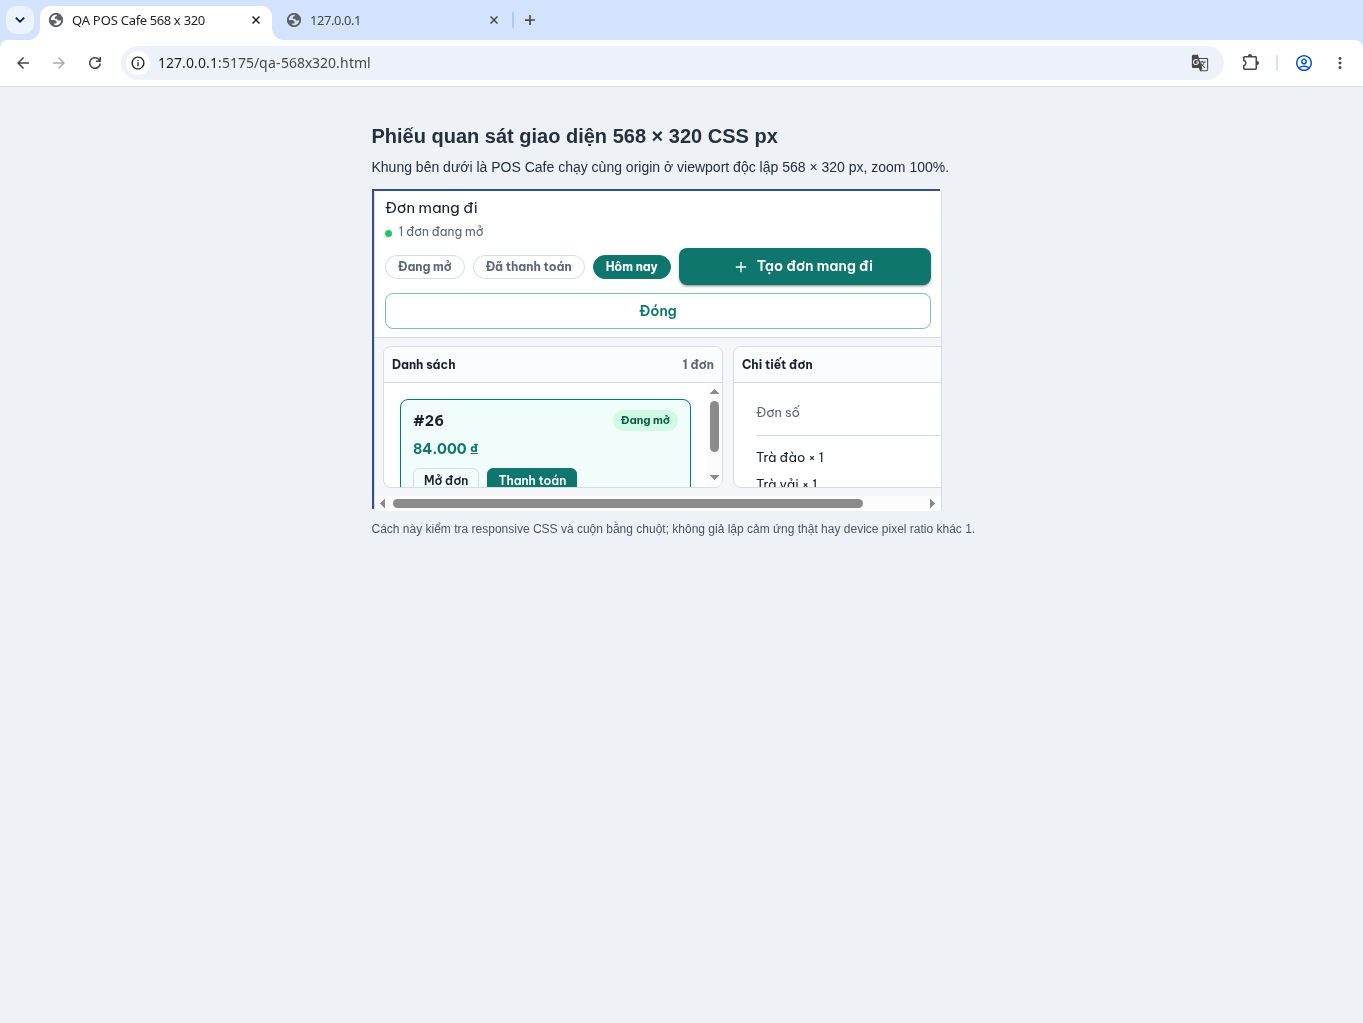 QA POS Cafe 568 x 320
127.0.0.1
127.0.0.1:5175/qa-568x320.html
Phiếu quan sát giao diện 568 × 320 CSS px
Khung bên dưới là POS Cafe chạy cùng origin ở viewport độc lập 568 × 320 px, zoom 100%.
Đơn mang đi
1 đơn đang mở
Đang mở Đã thanh toán Hôm nay + Tạo đơn mang đi
Đóng
Danh sách 1 đơn
#26 Đang mở
84.000 ₫
Mở đơn Thanh toán
Chi tiết đơn
Đơn số
Trà đào × 1
Trà vải × 1
Cách này kiểm tra responsive CSS và cuộn bằng chuột; không giả lập cảm ứng thật hay device pixel ratio khác 1.